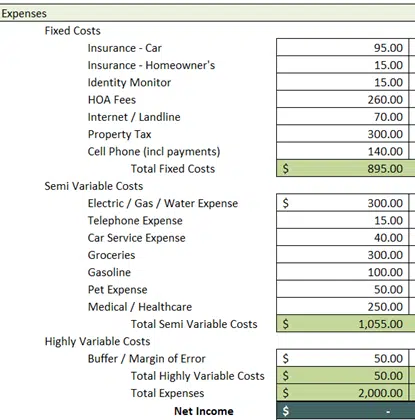 Expenses
Fixed Costs
Insurance - Car 95.00
Insurance - Homeowner's 15.00
Identity Monitor 15.00
HOA Fees 260.00
Internet / Landline 70.00
Property Tax 300.00
Cell Phone (incl payments) 140.00
Total Fixed Costs $ 895.00
Semi Variable Costs
Electric / Gas / Water Expense $ 300.00
Telephone Expense 15.00
Car Service Expense 40.00
Groceries 300.00
Gasoline 100.00
Pet Expense 50.00
Medical / Healthcare 250.00
Total Semi Variable Costs $ 1,055.00
Highly Variable Costs
Buffer / Margin of Error $ 50.00
Total Highly Variable Costs $ 50.00
Total Expenses $ 2,000.00
Net Income $ -